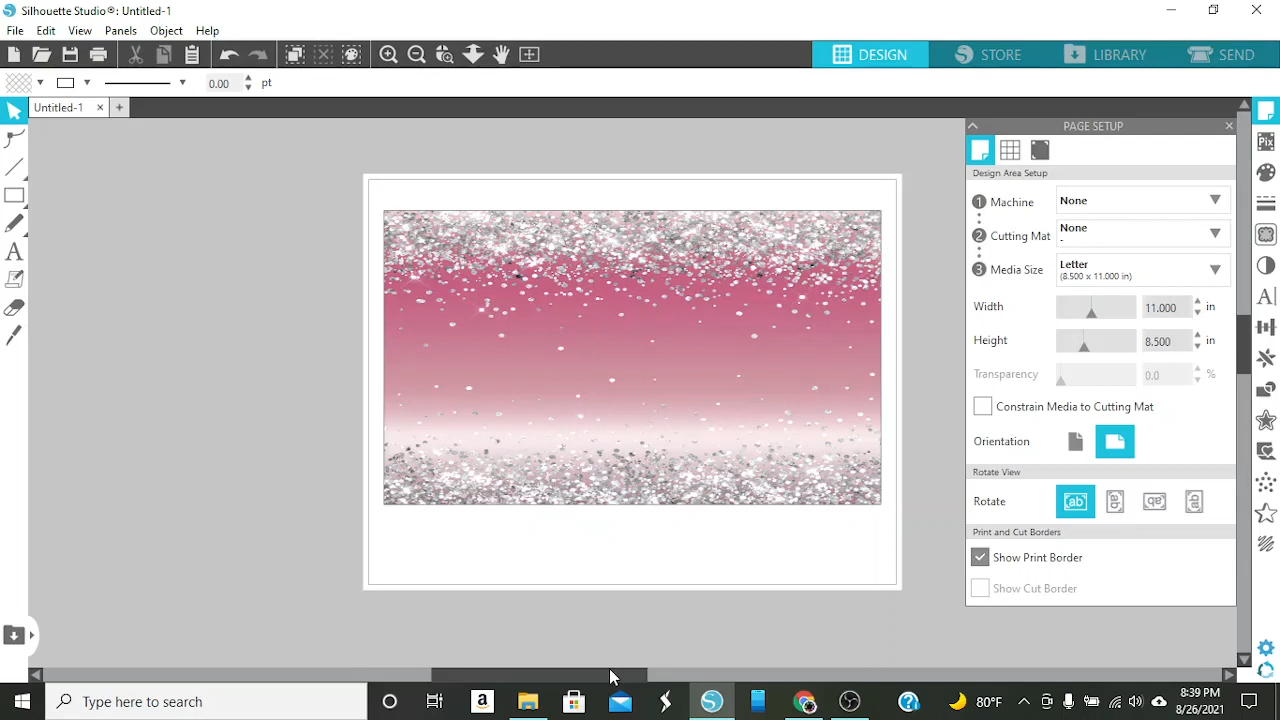 Silhouette Studio®: Untitled-1
File Edit View Panels Object Help
DESIGN STORE LIBRARY SEND
0.00 pt
Untitled-1
PAGE SETUP
Design Area Setup
1 Machine None
2 Cutting Mat None
-
3 Media Size Letter
(8.500 x 11.000 in)
Width 11.000 in
Height 8.500 in
Transparency 0.0 %
Constrain Media to Cutting Mat
Orientation
Rotate View
Rotate ab ab ab ab
Print and Cut Borders
Show Print Border
Show Cut Border
Pix
A
A
Type here to search
a
80°F
8:39 PM
8/26/2021